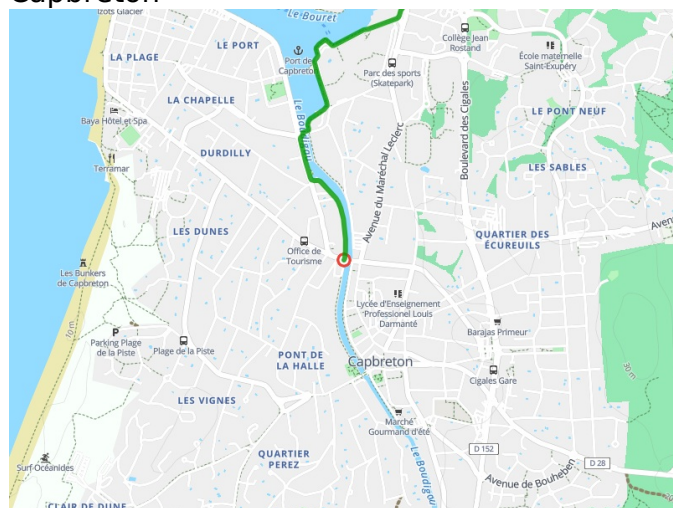 Capbreton
izots Glacier
LA PLAGE
LE PORT
Le Bouret
Port de
Capbreton
Collège Jean
Rostand
École maternelle
Saint-Exupéry
Parc des sports
(Skatepark)
LA CHAPELLE
Le Boudigau
Baya Hôtel et Spa
Boulevard des Cigales
LE PONT NEUF
DURDILLY
Terramar
Avenue du Maréchal Leclerc
LES SABLES
LES DUNES
Office de
Tourisme
QUARTIER DES
ÉCUREUILS
Les Bunkers
de Capbreton
Lycée d'Enseignement
Professionel Louis
Darmanté
10 m
P
Parking Plage
de la Piste
Plage de la Piste
Barajas Primeur
PONT DE
LA HALLE
Capbreton
Cigales Gare
30 m
LES VIGNES
Marché
Gourmand d'été
D 152
QUARTIER
PEREZ
D 28
Surf Océanides
Le Boudigau
Avenue de Bouheben
CLAIR DE DUNE